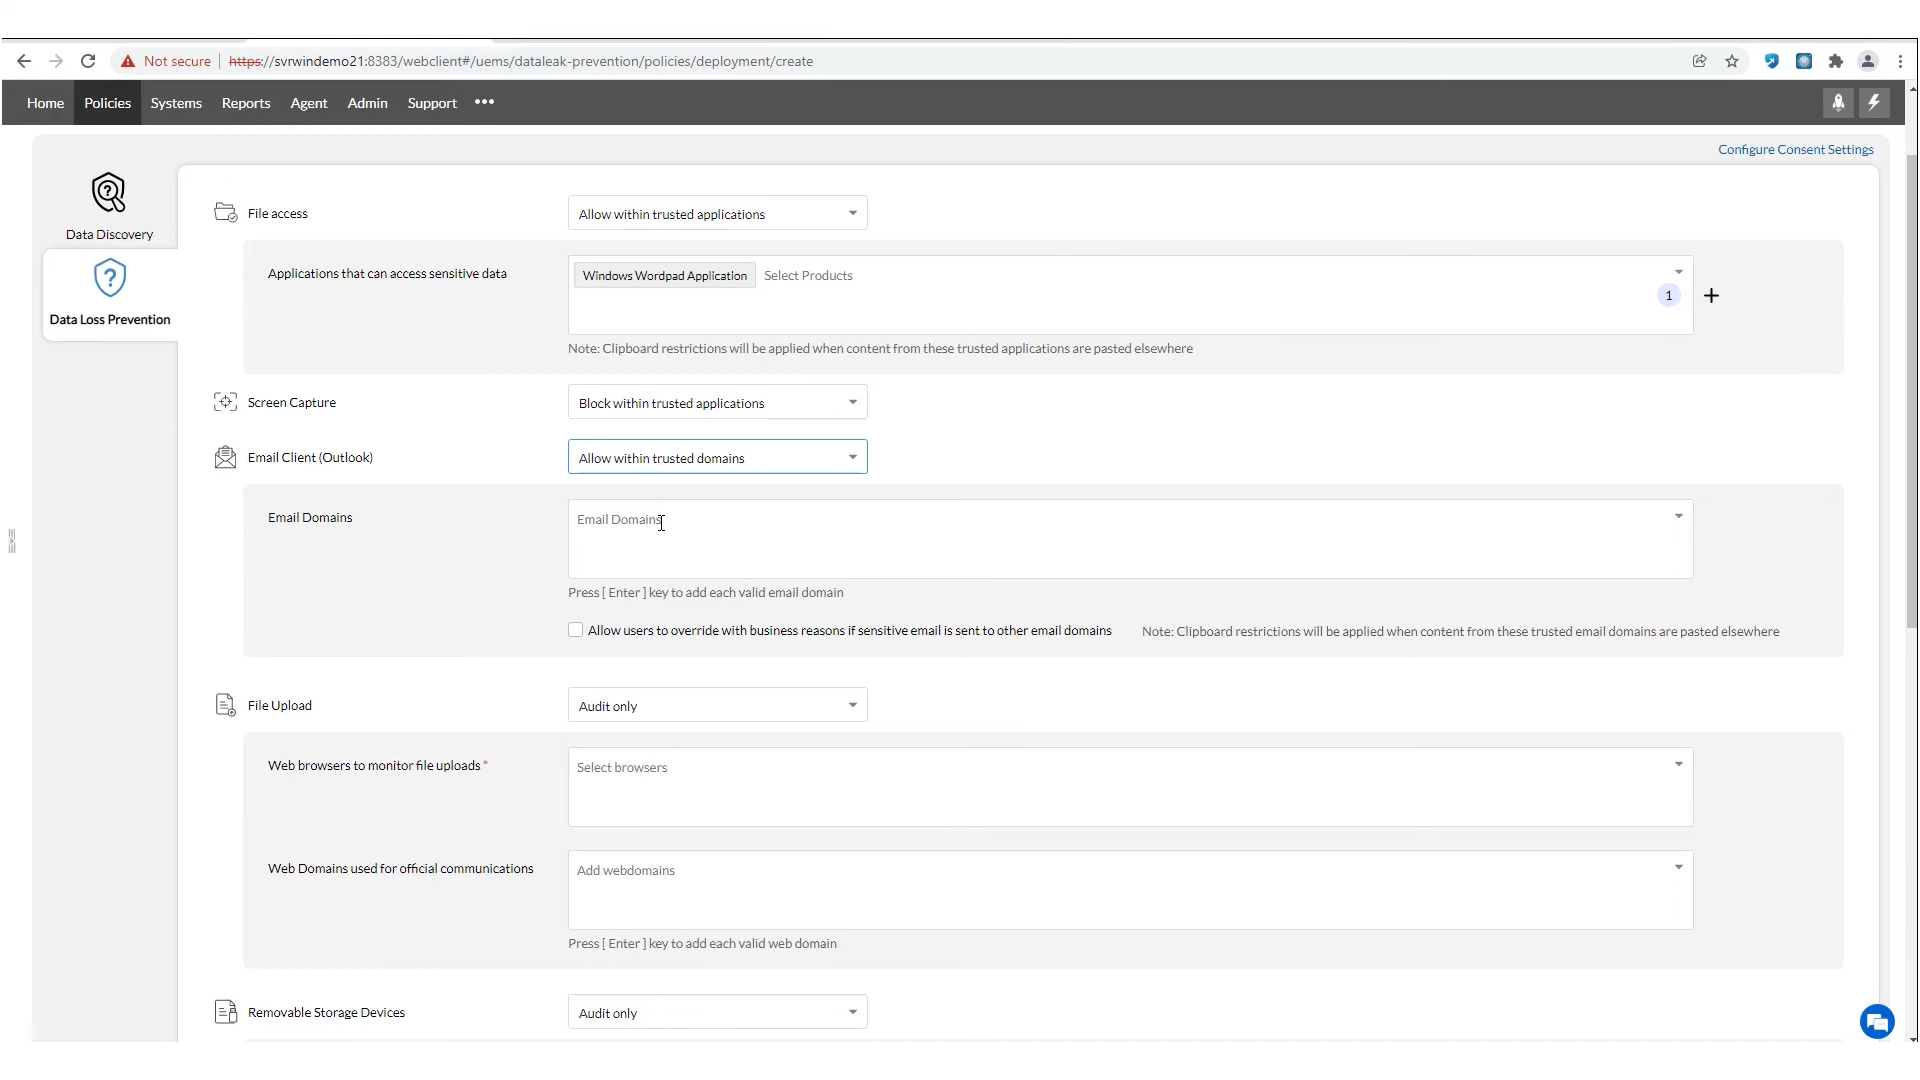 Not secure https://svrwindemo21:8383/webclient#/uems/dataleak-prevention/policies/deployment/create
Home Policies Systems Reports Agent Admin Support •••
Configure Consent Settings
Data Discovery
Data Loss Prevention
File access Allow within trusted applications
Applications that can access sensitive data Windows Wordpad Application Select Products
1 +
Note: Clipboard restrictions will be applied when content from these trusted applications are pasted elsewhere
Screen Capture Block within trusted applications
Email Client (Outlook) Allow within trusted domains
Email Domains Email Domains
Press [ Enter ] key to add each valid email domain
Allow users to override with business reasons if sensitive email is sent to other email domains Note: Clipboard restrictions will be applied when content from these trusted email domains are pasted elsewhere
File Upload Audit only
Web browsers to monitor file uploads * Select browsers
Web Domains used for official communications Add webdomains
Press [ Enter ] key to add each valid web domain
Removable Storage Devices Audit only